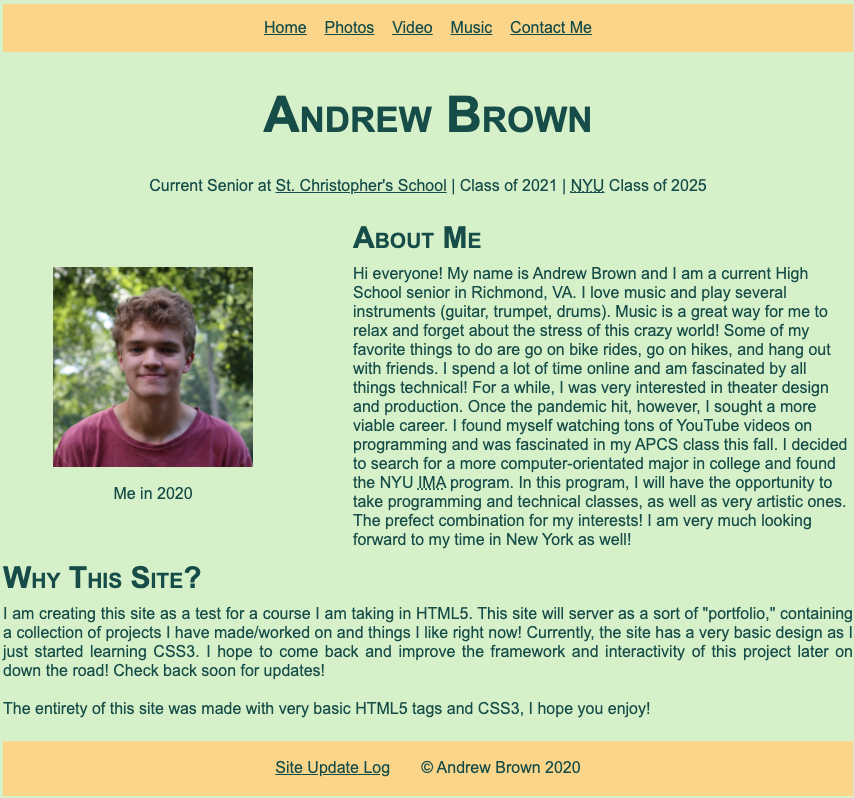 Home Photos Video Music Contact Me
Andrew Brown
Current Senior at St. Christopher's School | Class of 2021 | NYU Class of 2025
About Me
Hi everyone! My name is Andrew Brown and I am a current High
School senior in Richmond, VA. I love music and play several
instruments (guitar, trumpet, drums). Music is a great way for me to
relax and forget about the stress of this crazy world! Some of my
favorite things to do are go on bike rides, go on hikes, and hang out
with friends. I spend a lot of time online and am fascinated by all
things technical! For a while, I was very interested in theater design
and production. Once the pandemic hit, however, I sought a more
viable career. I found myself watching tons of YouTube videos on
programming and was fascinated in my APCS class this fall. I decided
to search for a more computer-orientated major in college and found
the NYU IMA program. In this program, I will have the opportunity to
take programming and technical classes, as well as very artistic ones.
The prefect combination for my interests! I am very much looking
forward to my time in New York as well!
Me in 2020
Why This Site?
I am creating this site as a test for a course I am taking in HTML5. This site will server as a sort of "portfolio," containing
a collection of projects I have made/worked on and things I like right now! Currently, the site has a very basic design as I
just started learning CSS3. I hope to come back and improve the framework and interactivity of this project later on
down the road! Check back soon for updates!
The entirety of this site was made with very basic HTML5 tags and CSS3, I hope you enjoy!
Site Update Log © Andrew Brown 2020